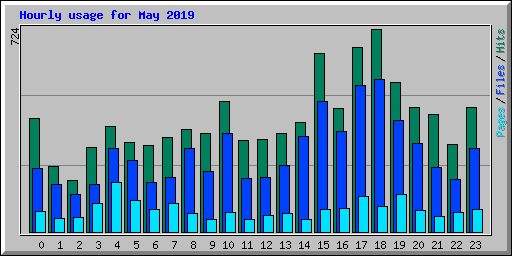 Hourly usage for May 2019
724
Pages/Files/Hits
0 1 2 3 4 5 6 7 8 9 10 11 12 13 14 15 16 17 18 19 20 21 22 23